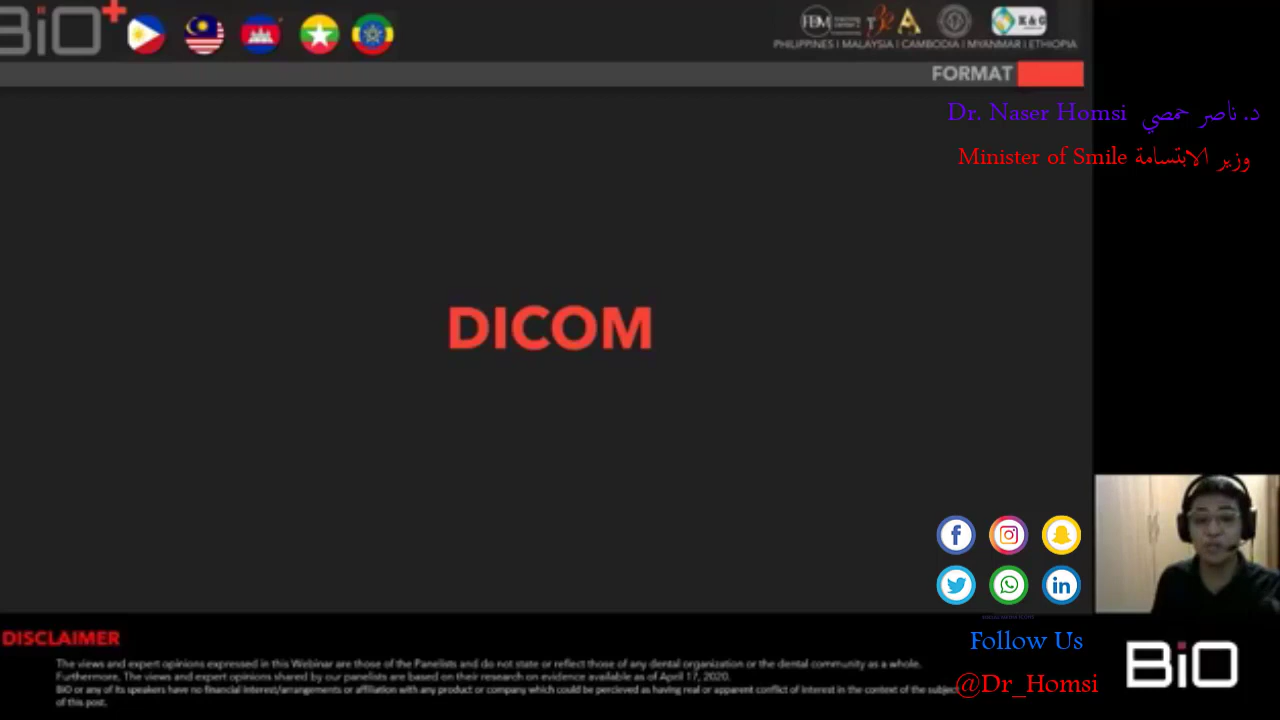 BiO+
PHILIPPINES | MALAYSIA | CAMBODIA | MYANMAR | ETHIOPIA
FORMAT
Dr. Naser Homsi د. ناصر حمصي
Minister of Smile وزير الابتسامة
DICOM
Follow Us
@Dr_Homsi
BiO
DISCLAIMER
The views and expert opinions expressed in this Webinar are those of the Panelists and do not state or reflect those of any dental organization or the dental community as a whole.
Furthermore, The views and expert opinions shared by our panelists are based on their research on evidence available as of April 17, 2020.
BiO or any of its speakers have no financial interest/arrangements or affiliation with any product or company which could be percieved as having real or apparent conflict of interest in the context of the subject
of this post.